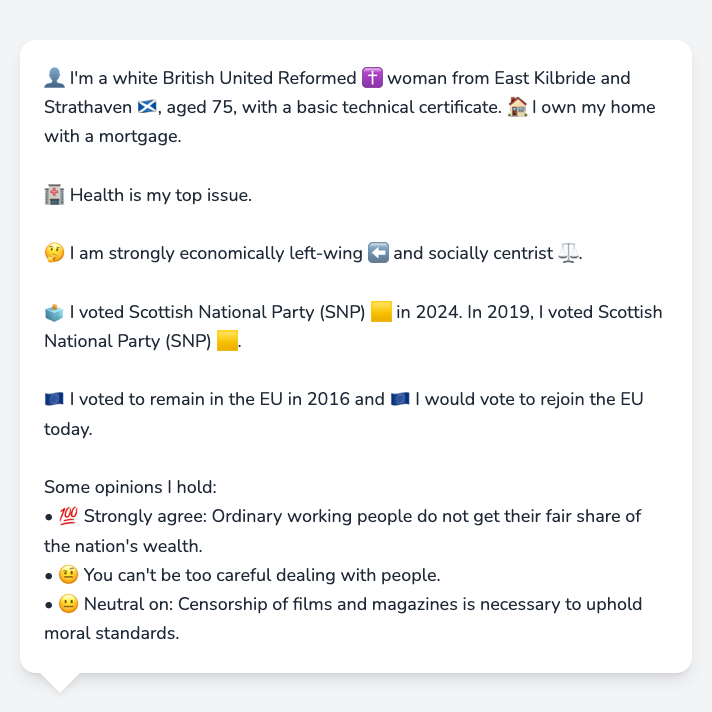 👤 I'm a white British United Reformed ✝️ woman from East Kilbride and
Strathaven 🏴󠁧󠁢󠁳󠁣󠁴󠁿, aged 75, with a basic technical certificate. 🏠 I own my home
with a mortgage.
🏥 Health is my top issue.
🤔 I am strongly economically left-wing ⬅️ and socially centrist ⚖️.
🗳️ I voted Scottish National Party (SNP) 🟨 in 2024. In 2019, I voted Scottish
National Party (SNP) 🟨.
🇪🇺 I voted to remain in the EU in 2016 and 🇪🇺 I would vote to rejoin the EU
today.
Some opinions I hold:
• 💯 Strongly agree: Ordinary working people do not get their fair share of
the nation's wealth.
• 🤨 You can't be too careful dealing with people.
• 😐 Neutral on: Censorship of films and magazines is necessary to uphold
moral standards.